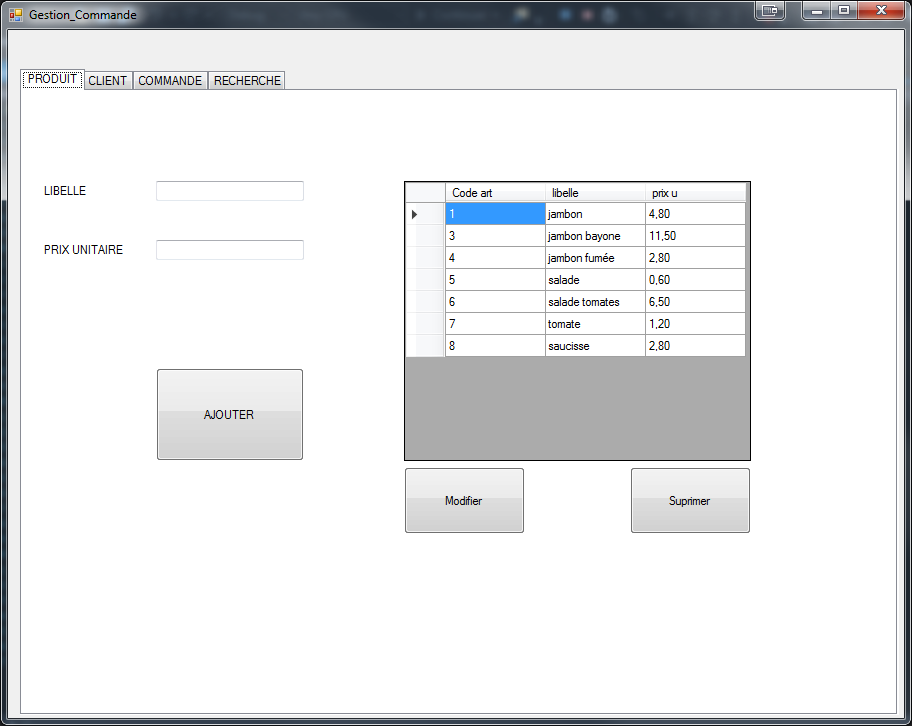 Gestion_Commande
PRODUIT CLIENT COMMANDE RECHERCHE
LIBELLE
PRIX UNITAIRE
AJOUTER
Code art libelle prix u
1 jambon 4,80
3 jambon bayone 11,50
4 jambon fumée 2,80
5 salade 0,60
6 salade tomates 6,50
7 tomate 1,20
8 saucisse 2,80
Modifier Suprimer